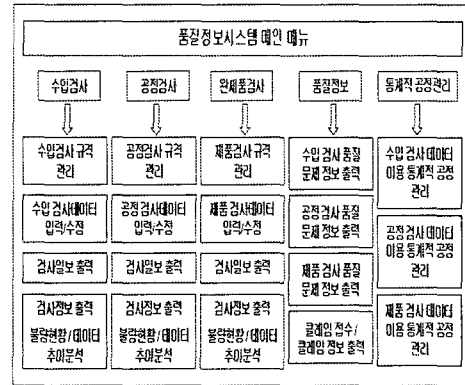 품질정보시스템 메인 메뉴
수입검사
공정검사
완제품검사
품질정보
통계적 공정관리
수입검사 규격
관리
수입 검사데이터
입력/수정
검사일보 출력
검사정보 출력
불량현황 / 데이터
추이분석
공정검사 규격
관리
공정 검사데이터
입력/수정
검사일보 출력
검사정보 출력
불량현황 / 데이터
추이분석
제품검사 규격
관리
제품 검사데이터
입력/수정
검사일보 출력
검사정보 출력
불량현황 / 데이터
추이분석
수입 검사 품질
문제 정보 출력
공정 검사 품질
문제 정보 출력
제품 검사 품질
문제 정보 출력
클레임 접수 /
클레임 정보 출력
수입 검사 데이터
이용 통계적 공정
관리
공정 검사 데이터
이용 통계적 공정
관리
제품 검사 데이터
이용 통계적 공정
관리